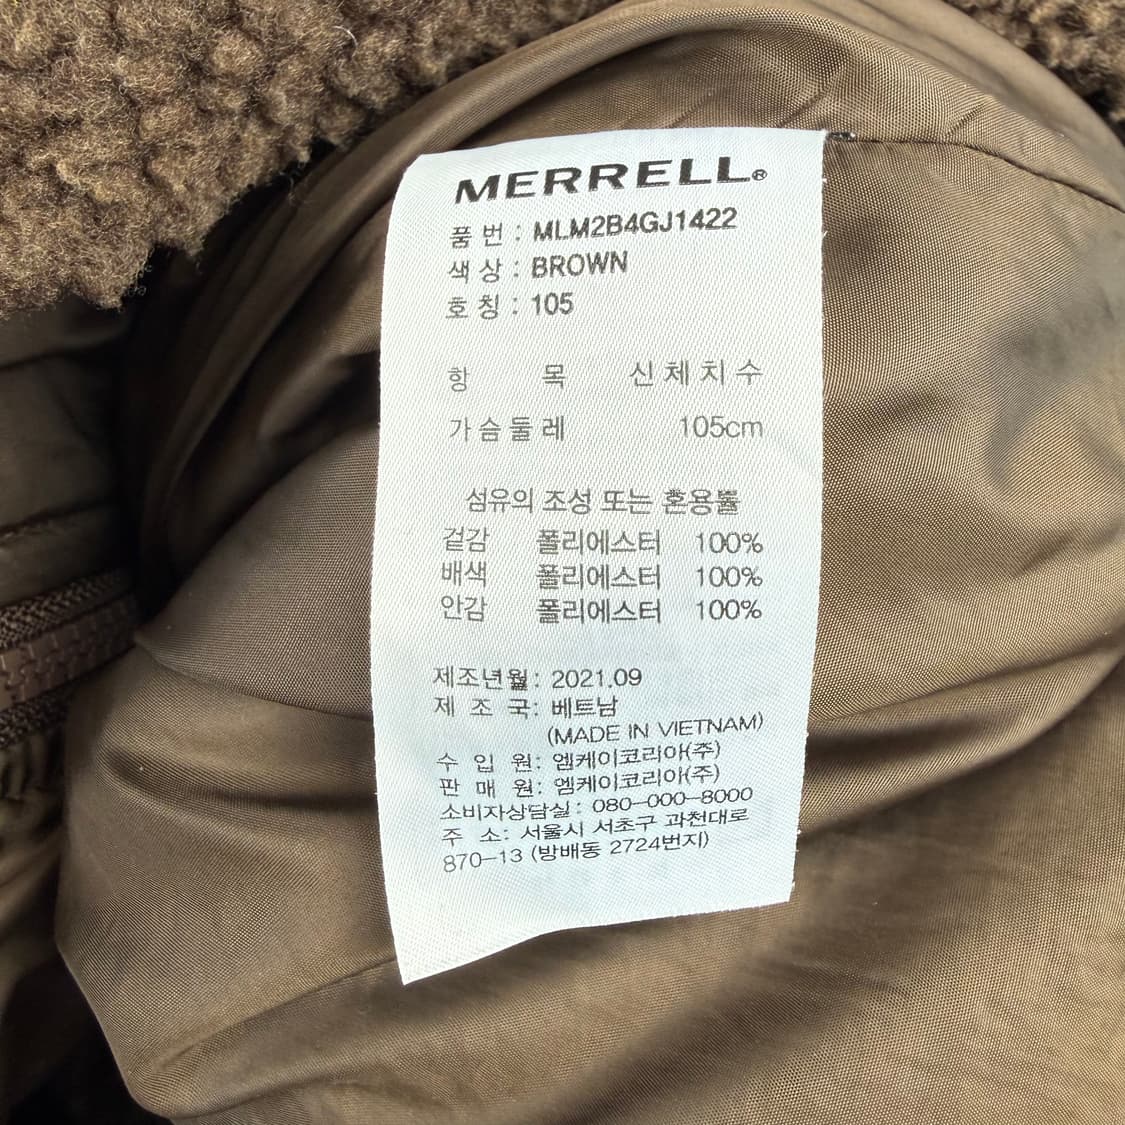 MERRELL®
품 번 : MLM2B4GJ1422
색 상 : BROWN
호 칭 : 105
항 목 신 체 치 수
가슴둘레 105cm
섬유의 조성 또는 혼용률
겉감 폴리에스터 100%
배색 폴리에스터 100%
안감 폴리에스터 100%
제조년월 : 2021.09
제 조 국 : 베트남
(MADE IN VIETNAM)
수 입 원 : 엠케이코리아(주)
판 매 원 : 엠케이코리아(주)
소비자상담실 : 080-000-8000
주 소 : 서울시 서초구 과천대로
870-13 (방배동 2724번지)